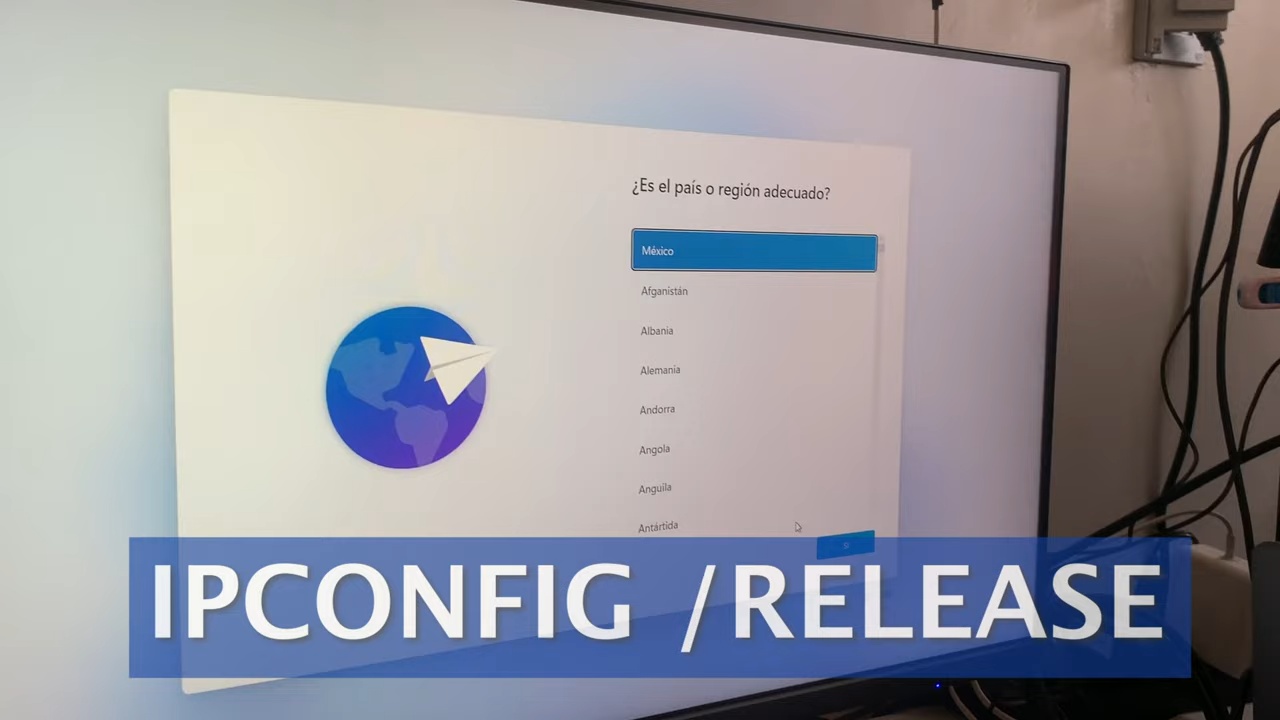 ¿Es el país o región adecuado?
México
Afganistán
Albania
Alemania
Andorra
Angola
Anguila
Antártida
IPCONFIG /RELEASE